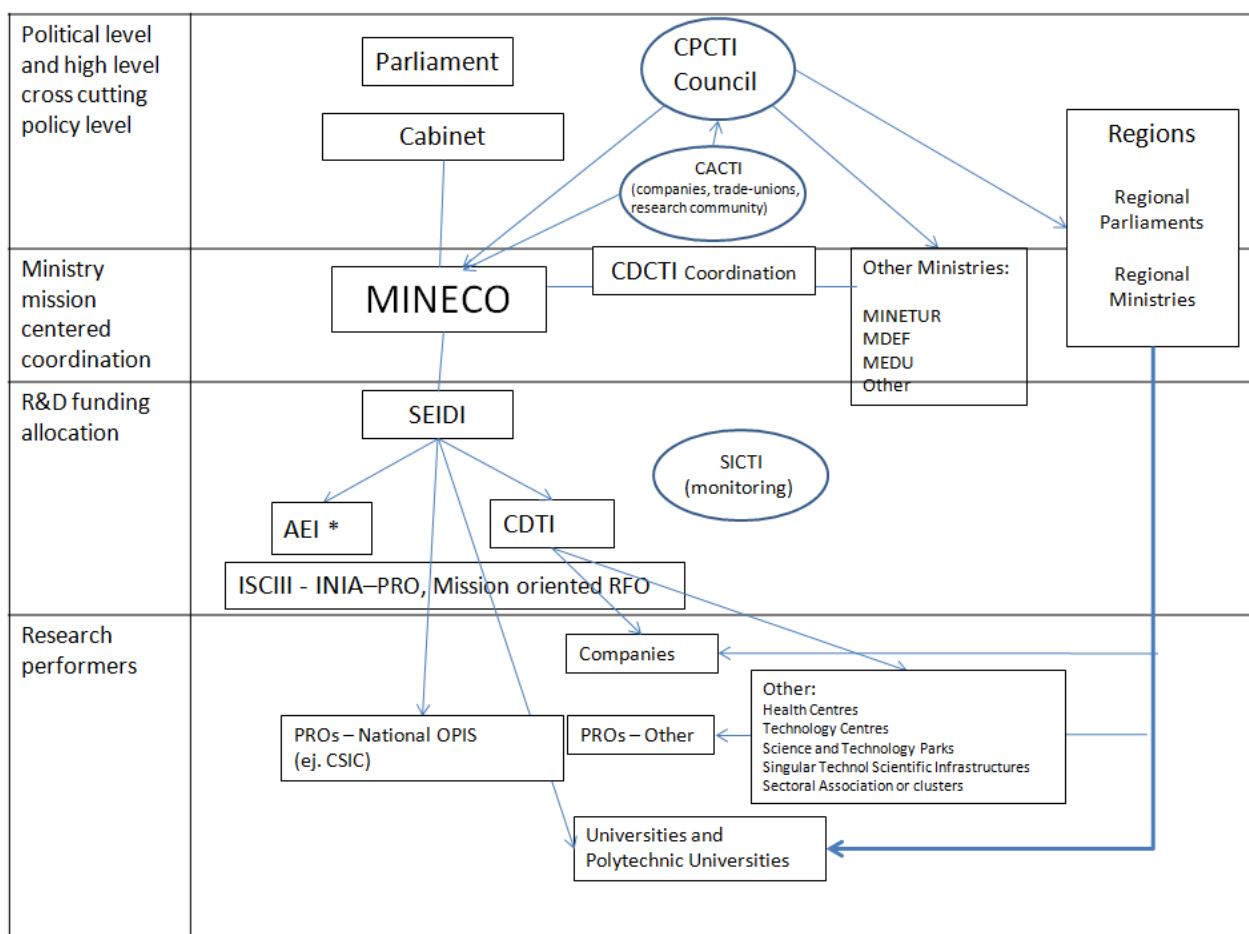 Political level
and high level
cross cutting
policy level
Parliament
Cabinet
CPCTI
Council
CACTI
(companies, trade-unions,
research community)
Regions
Regional
Parliaments
Regional
Ministries
Ministry
mission
centered
coordination
MINECO
CDCTI Coordination
Other Ministries:
MINETUR
MDEF
MEDU
Other
R&D funding
allocation
SEIDI
SICTI
(monitoring)
AEI *
CDTI
ISCIII - INIA–PRO, Mission oriented RFO
Research
performers
Companies
PROs – National OPIS
(ej. CSIC)
PROs – Other
Other:
Health Centres
Technology Centres
Science and Technology Parks
Singular Technol Scientific Infrastructures
Sectoral Association or clusters
Universities and
Polytechnic Universities